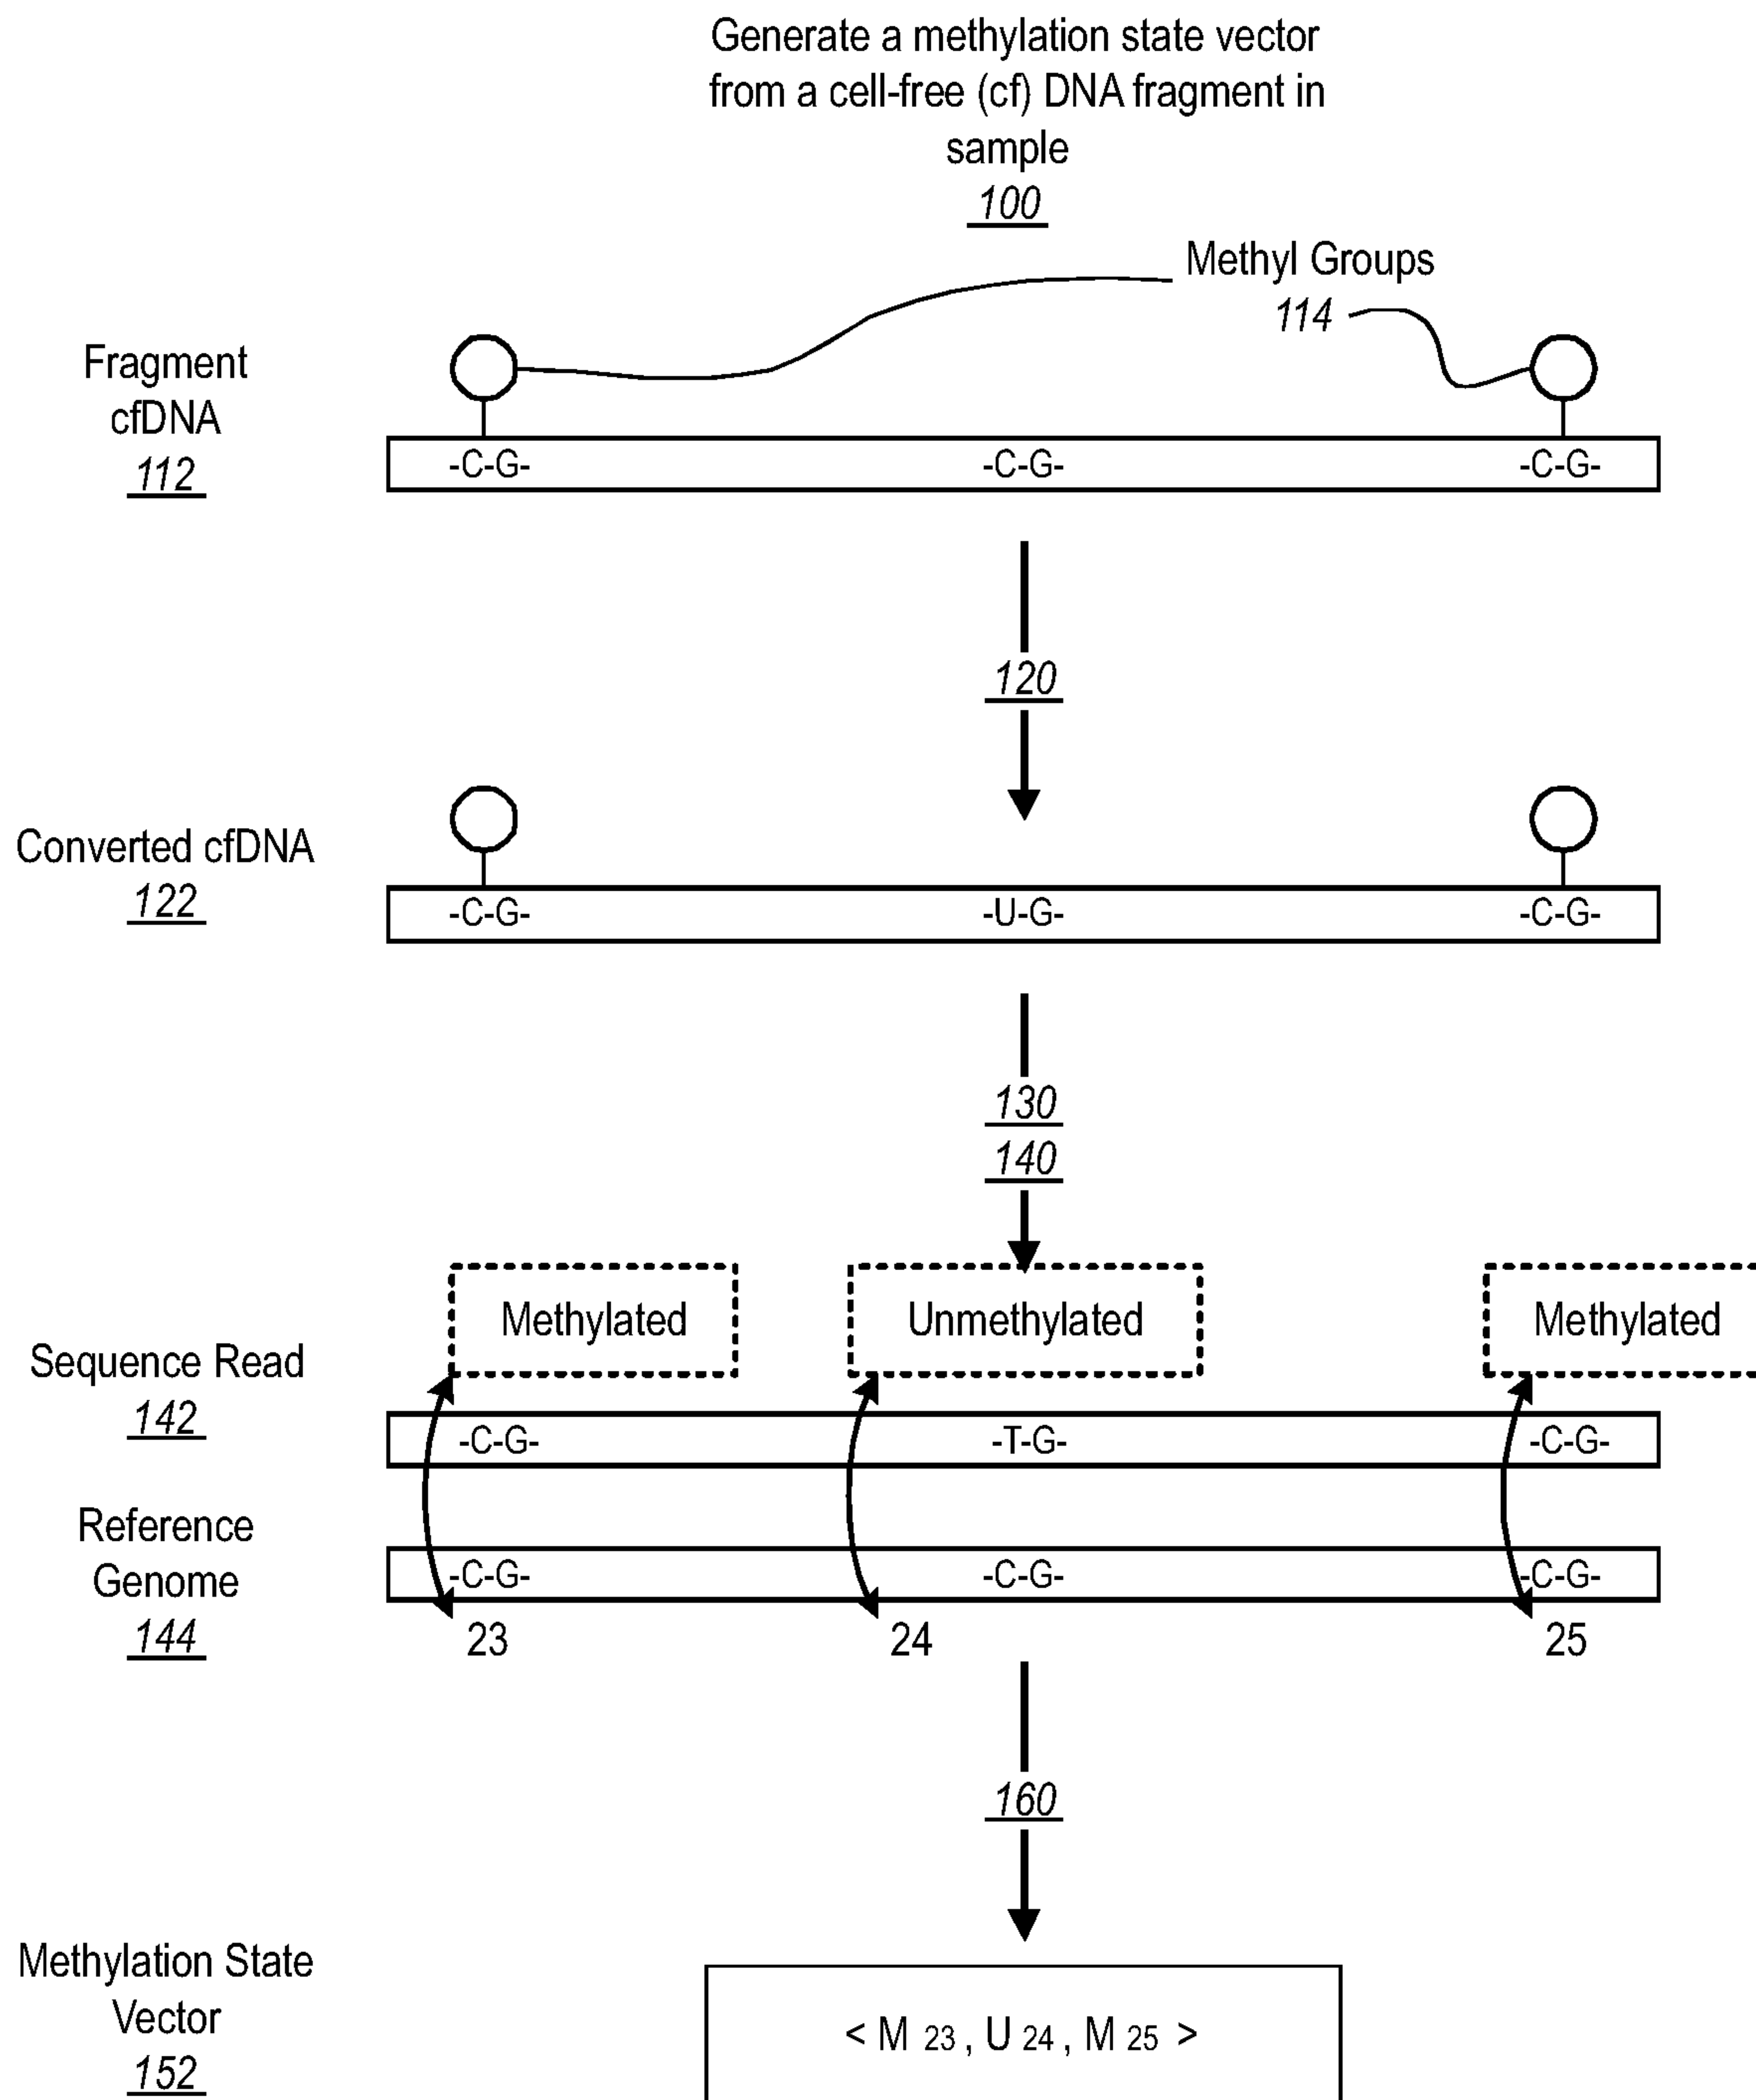 Generate a methylation state vector
from a cell-free (cf) DNA fragment in
sample
100
Methyl Groups
114
Fragment
cfDNA
112
-C-G- -C-G- -C-G-
120
Converted cfDNA
122
-C-G- -U-G- -C-G-
130
140
Methylated Unmethylated Methylated
Sequence Read
142
-C-G- -T-G- -C-G-
Reference
Genome
144
-C-G- -C-G- -C-G-
23 24 25
160
Methylation State
Vector
152
< M 23 , U 24 , M 25 >